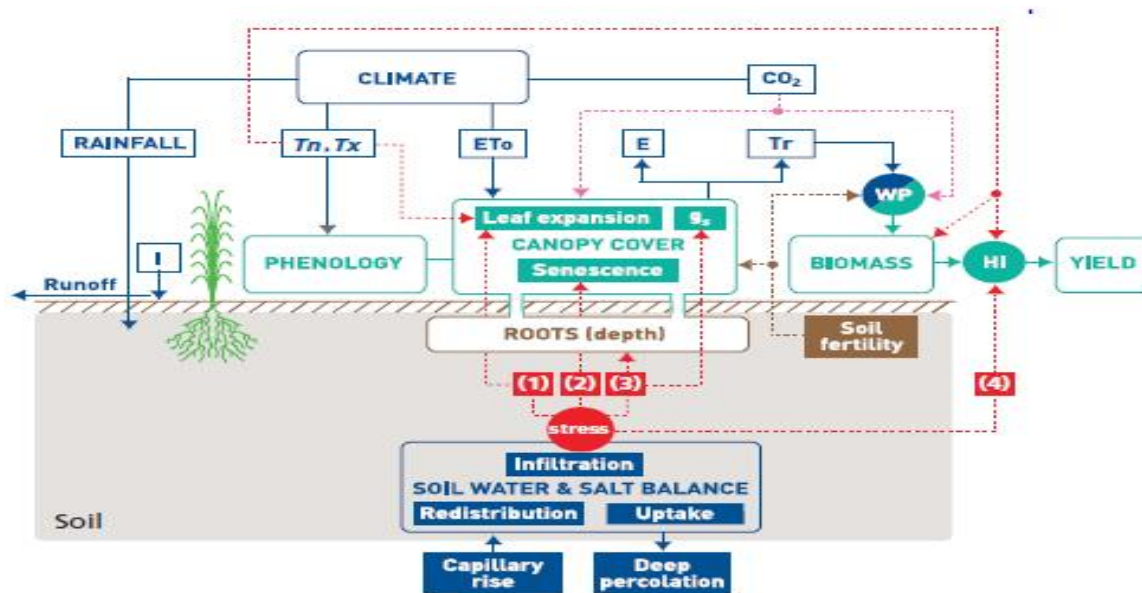 CLIMATE
CO₂
RAINFALL
Tn,Tx
ETo
E
Tr
WP
Leaf expansion
gₛ
CANOPY COVER
Senescence
PHENOLOGY
BIOMASS
HI
YIELD
I
Runoff
ROOTS (depth)
Soil
fertility
(1)
(2)
(3)
(4)
stress
Infiltration
SOIL WATER & SALT BALANCE
Redistribution
Uptake
Soil
Capillary
rise
Deep
percolation